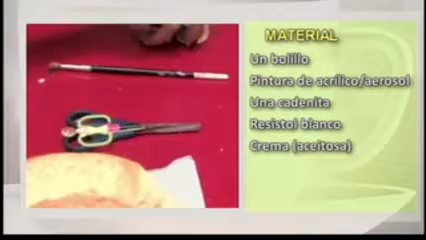 MATERIAL
Un bolillo
Pintura de acrílico/aerosol
Una cadenita
Resistol blanco
Crema (aceitosa)